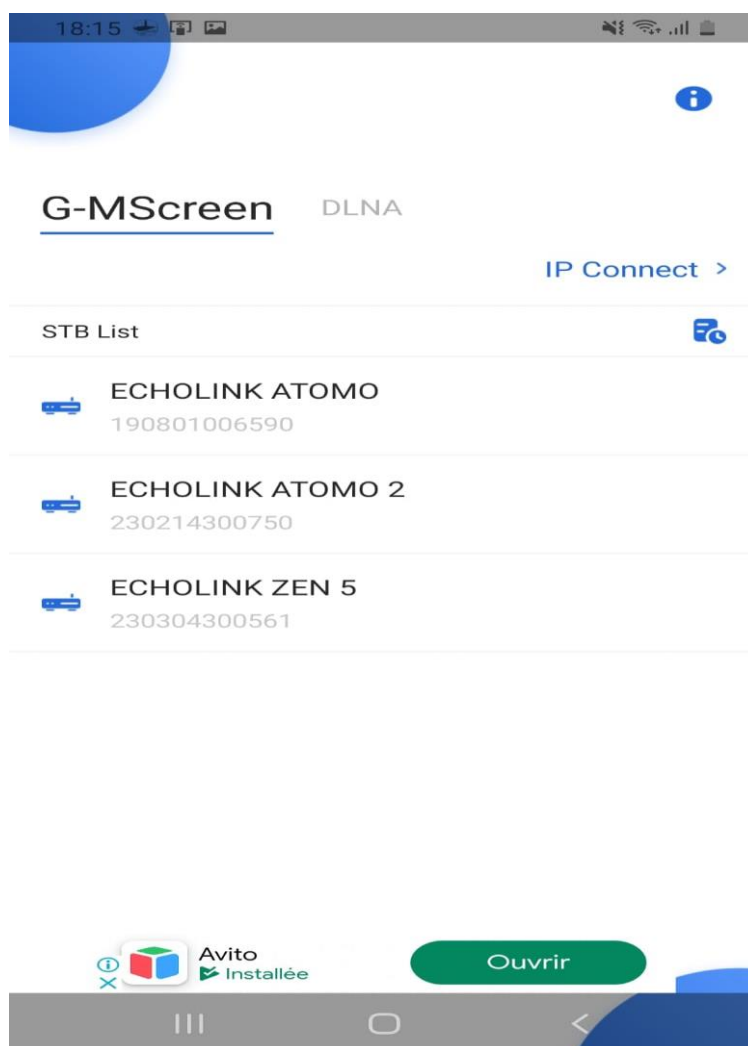 18:15
G-MScreen DLNA
IP Connect >
STB List
ECHOLINK ATOMO
190801006590
ECHOLINK ATOMO 2
230214300750
ECHOLINK ZEN 5
230304300561
Avito
Installée
Ouvrir